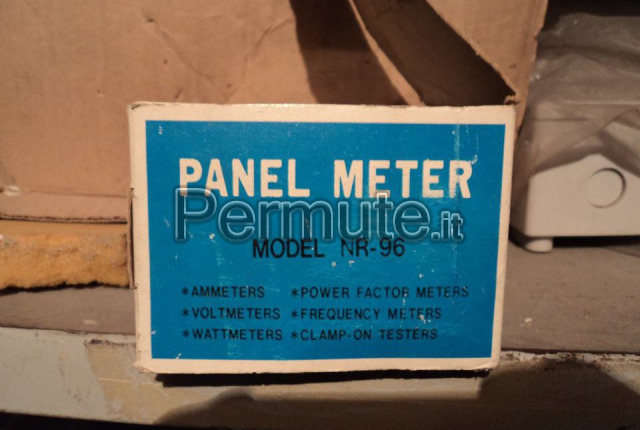 PANEL METER
Permute.it
MODEL NR-96
*AMMETERS *POWER FACTOR METERS
*VOLTMETERS *FREQUENCY METERS
*WATTMETERS *CLAMP-ON TESTERS